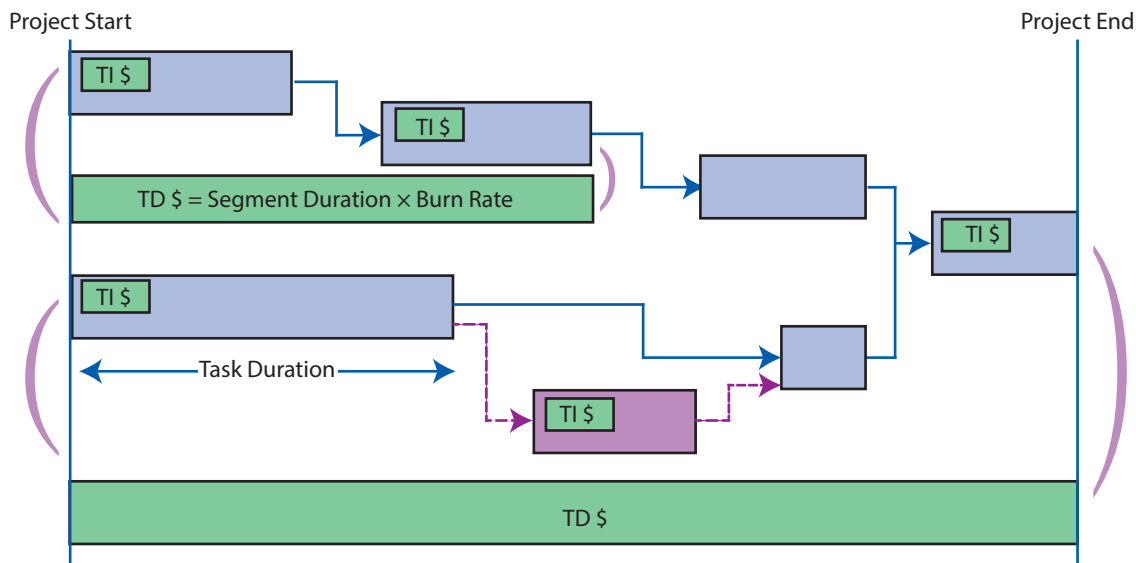 Project Start
Project End
TI $
TI $
TD $ = Segment Duration × Burn Rate
TI $
TI $
Task Duration
TI $
TD $